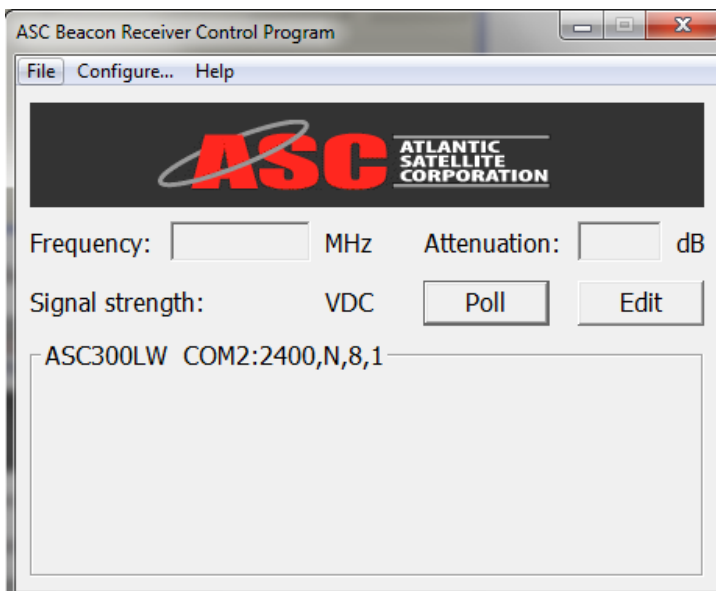 ASC Beacon Receiver Control Program
File Configure... Help
ASC ATLANTIC
SATELLITE
CORPORATION
Frequency: MHz Attenuation: dB
Signal strength: VDC Poll Edit
ASC300LW COM2:2400,N,8,1